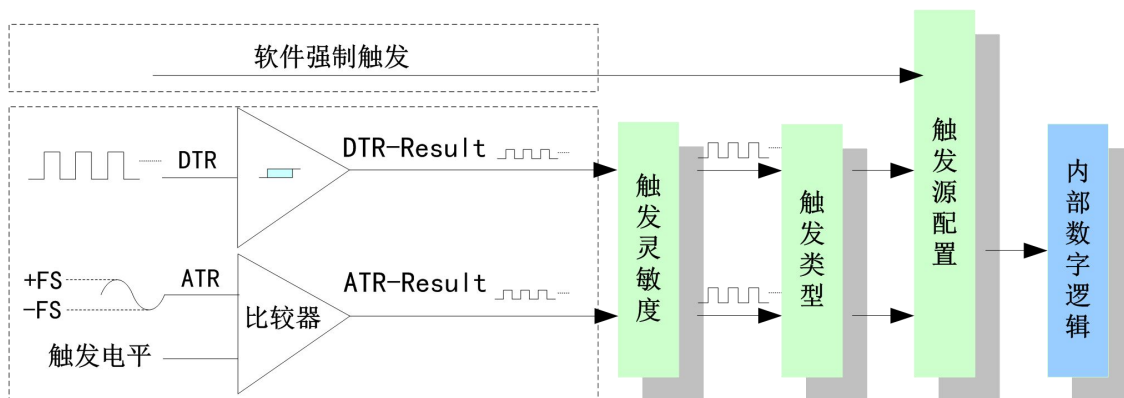 软件强制触发
DTR
DTR-Result
+FS
-FS
ATR
ATR-Result
比较器
触发电平
触发灵敏度
触发类型
触发源配置
内部数字逻辑